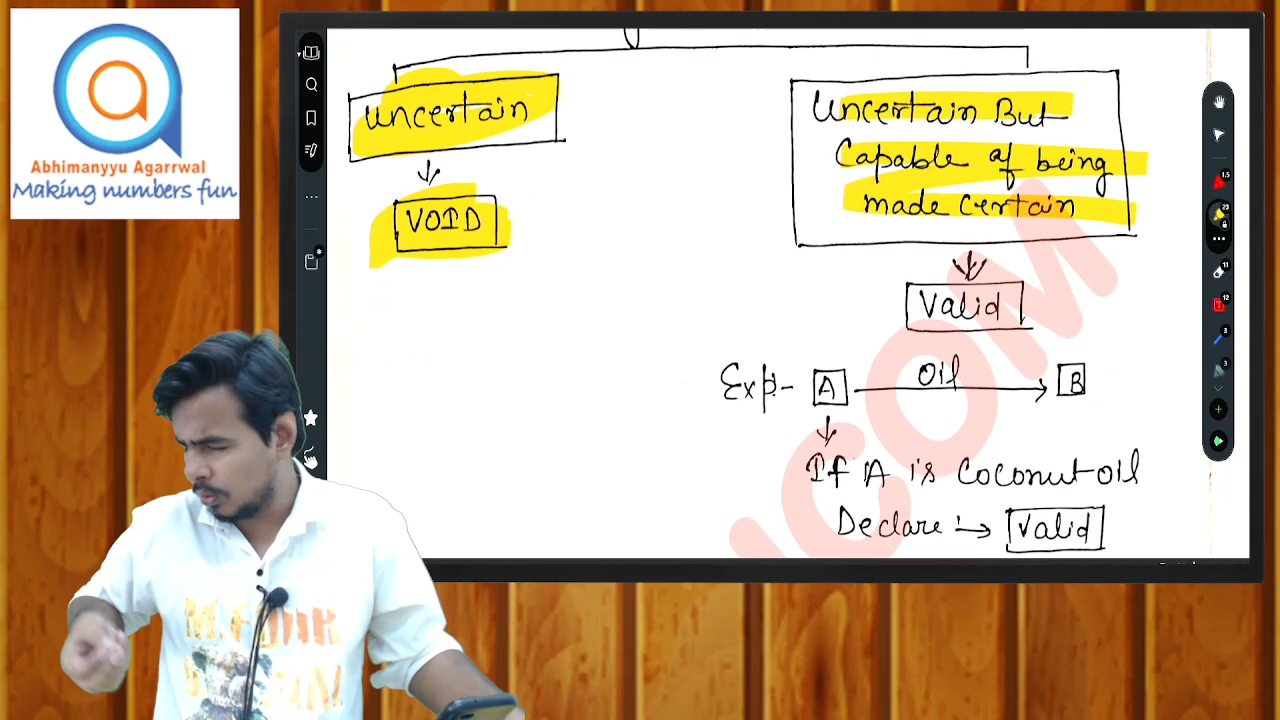 Abhimanyyu Agarrwal
Making numbers fun
Uncertain
VOID
Uncertain But
Capable of being
made Certain
Valid
Exp:- A Oil B
If A is Coconut oil
Declare :→ Valid
ICOM